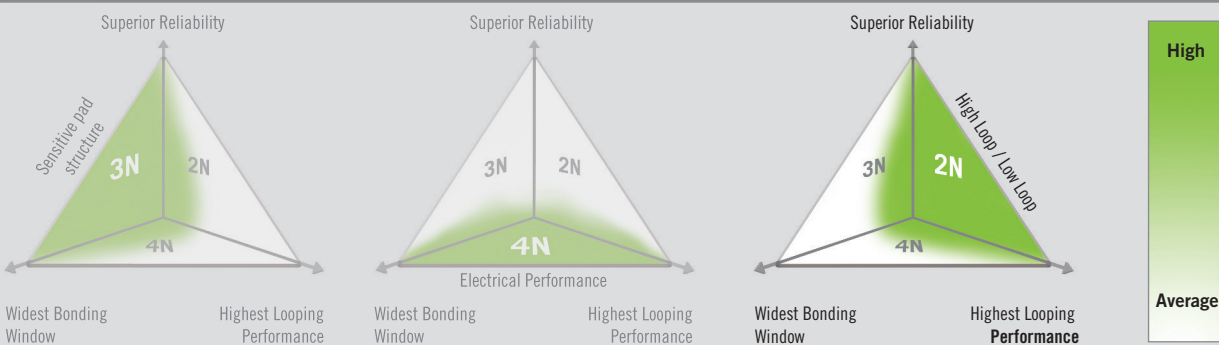 Superior Reliability
Sensitive pad
structure
3N
2N
4N
Widest Bonding
Window
Highest Looping
Performance
Superior Reliability
3N
2N
4N
Electrical Performance
Widest Bonding
Window
Highest Looping
Performance
Superior Reliability
High Loop / Low Loop
3N
2N
4N
Widest Bonding
Window
Highest Looping
Performance
High
Average